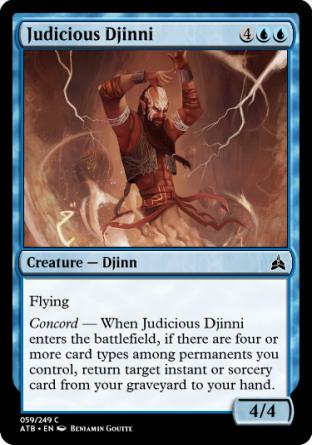 Judicious Djinni 4
Creature — Djinn
Flying
Concord — When Judicious Djinni
enters the battlefield, if there are four or
more card types among permanents you
control, return target instant or sorcery
card from your graveyard to your hand.
4/4
059/249 C
ATB • EN Benjamin Goutte